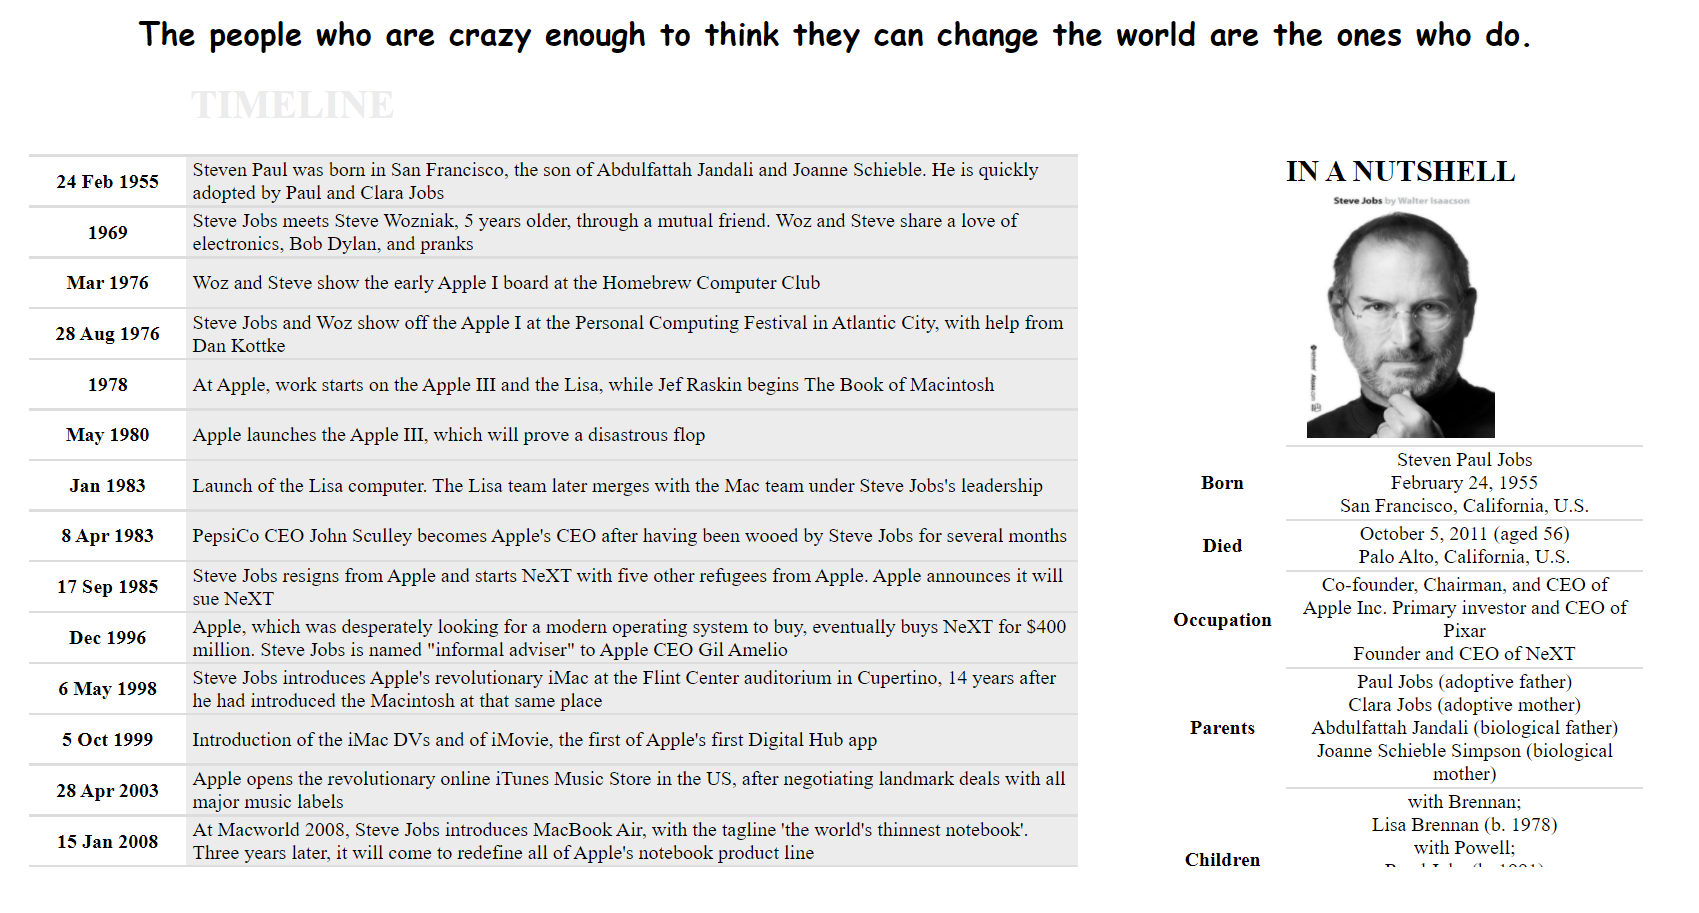 The people who are crazy enough to think they can change the world are the ones who do.
TIMELINE
24 Feb 1955
Steven Paul was born in San Francisco, the son of Abdulfattah Jandali and Joanne Schieble. He is quickly
adopted by Paul and Clara Jobs
1969
Steve Jobs meets Steve Wozniak, 5 years older, through a mutual friend. Woz and Steve share a love of
electronics, Bob Dylan, and pranks
Mar 1976
Woz and Steve show the early Apple I board at the Homebrew Computer Club
28 Aug 1976
Steve Jobs and Woz show off the Apple I at the Personal Computing Festival in Atlantic City, with help from
Dan Kottke
1978
At Apple, work starts on the Apple III and the Lisa, while Jef Raskin begins The Book of Macintosh
May 1980
Apple launches the Apple III, which will prove a disastrous flop
Jan 1983
Launch of the Lisa computer. The Lisa team later merges with the Mac team under Steve Jobs's leadership
8 Apr 1983
PepsiCo CEO John Sculley becomes Apple's CEO after having been wooed by Steve Jobs for several months
17 Sep 1985
Steve Jobs resigns from Apple and starts NeXT with five other refugees from Apple. Apple announces it will
sue NeXT
Dec 1996
Apple, which was desperately looking for a modern operating system to buy, eventually buys NeXT for $400
million. Steve Jobs is named "informal adviser" to Apple CEO Gil Amelio
6 May 1998
Steve Jobs introduces Apple's revolutionary iMac at the Flint Center auditorium in Cupertino, 14 years after
he had introduced the Macintosh at that same place
5 Oct 1999
Introduction of the iMac DVs and of iMovie, the first of Apple's first Digital Hub app
28 Apr 2003
Apple opens the revolutionary online iTunes Music Store in the US, after negotiating landmark deals with all
major music labels
15 Jan 2008
At Macworld 2008, Steve Jobs introduces MacBook Air, with the tagline 'the world's thinnest notebook'.
Three years later, it will come to redefine all of Apple's notebook product line
IN A NUTSHELL
Steve Jobs by Walter Isaacson
Born
Steven Paul Jobs
February 24, 1955
San Francisco, California, U.S.
Died
October 5, 2011 (aged 56)
Palo Alto, California, U.S.
Occupation
Co-founder, Chairman, and CEO of
Apple Inc. Primary investor and CEO of
Pixar
Founder and CEO of NeXT
Parents
Paul Jobs (adoptive father)
Clara Jobs (adoptive mother)
Abdulfattah Jandali (biological father)
Joanne Schieble Simpson (biological
mother)
Children
with Brennan;
Lisa Brennan (b. 1978)
with Powell;